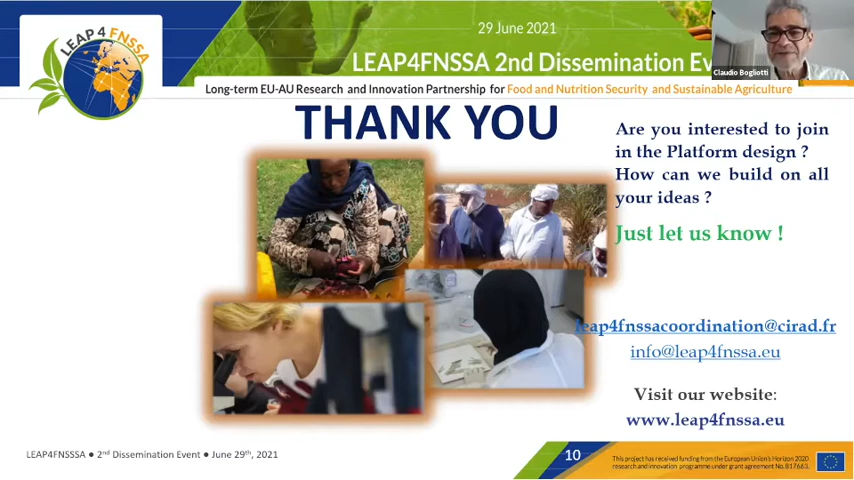 29 June 2021
LEAP4FNSSA 2nd Dissemination Ev
Claudio Bogliotti
LEAP 4 FNSSA
Long-term EU-AU Research and Innovation Partnership for Food and Nutrition Security and Sustainable Agriculture
THANK YOU
Are you interested to join
in the Platform design ?
How can we build on all
your ideas ?
Just let us know !
leap4fnssacoordination@cirad.fr
info@leap4fnssa.eu
Visit our website:
www.leap4fnssa.eu
LEAP4FNSSSA ● 2nd Dissemination Event ● June 29th, 2021
10
This project has received funding from the European Union's Horizon 2020
research and innovation programme under grant agreement No. 817663.